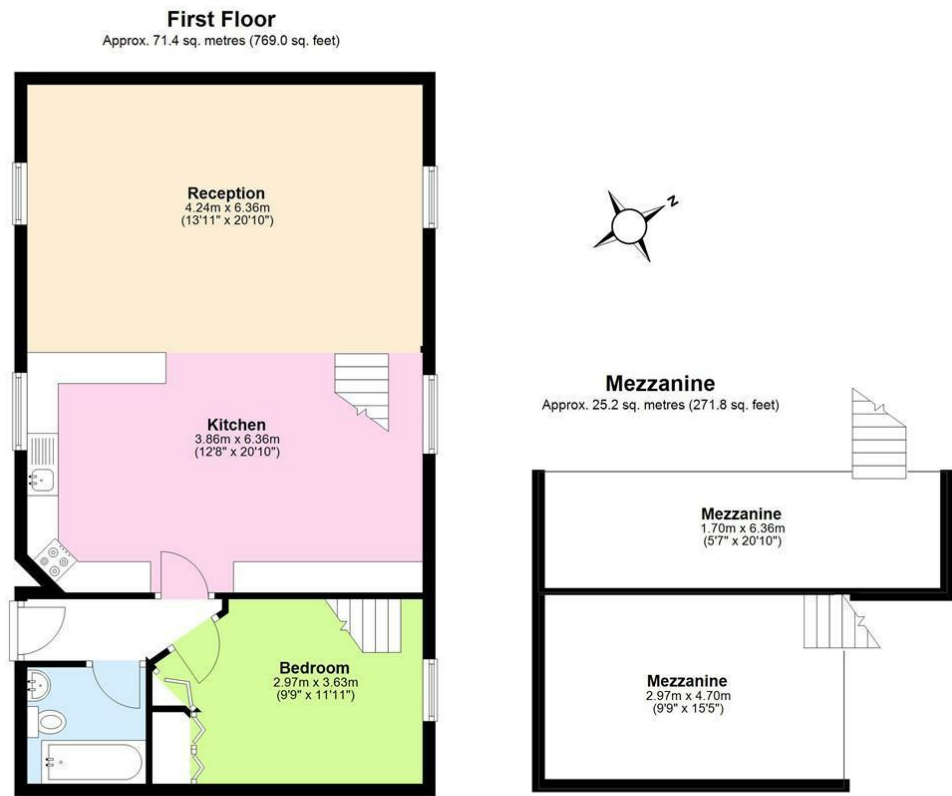 First Floor
Approx. 71.4 sq. metres (769.0 sq. feet)
Reception
4.24m x 6.36m
(13'11" x 20'10")
N
Kitchen
3.86m x 6.36m
(12'8" x 20'10")
Mezzanine
Approx. 25.2 sq. metres (271.8 sq. feet)
Mezzanine
1.70m x 6.36m
(5'7" x 20'10")
Bedroom
2.97m x 3.63m
(9'9" x 11'11")
Mezzanine
2.97m x 4.70m
(9'9" x 15'5")